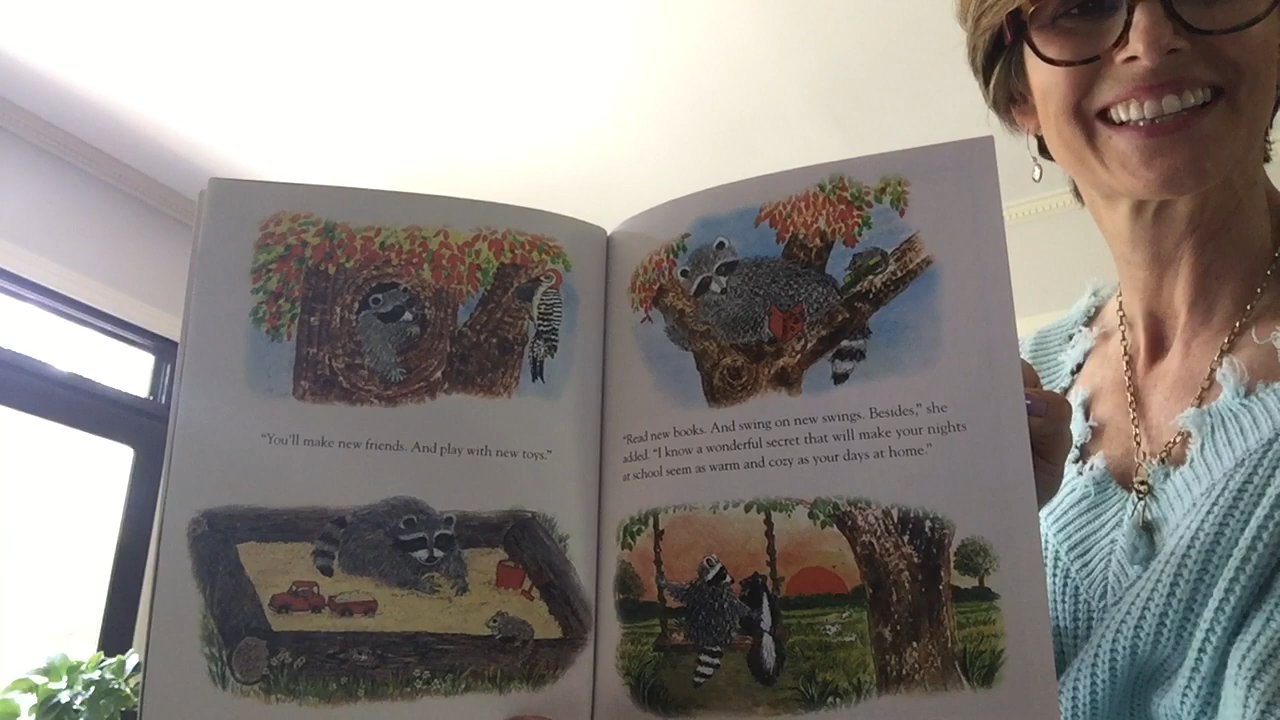 "You'll make new friends. And play with new toys."
"Read new books. And swing on new swings. Besides," she
added. "I know a wonderful secret that will make your nights
at school seem as warm and cozy as your days at home."